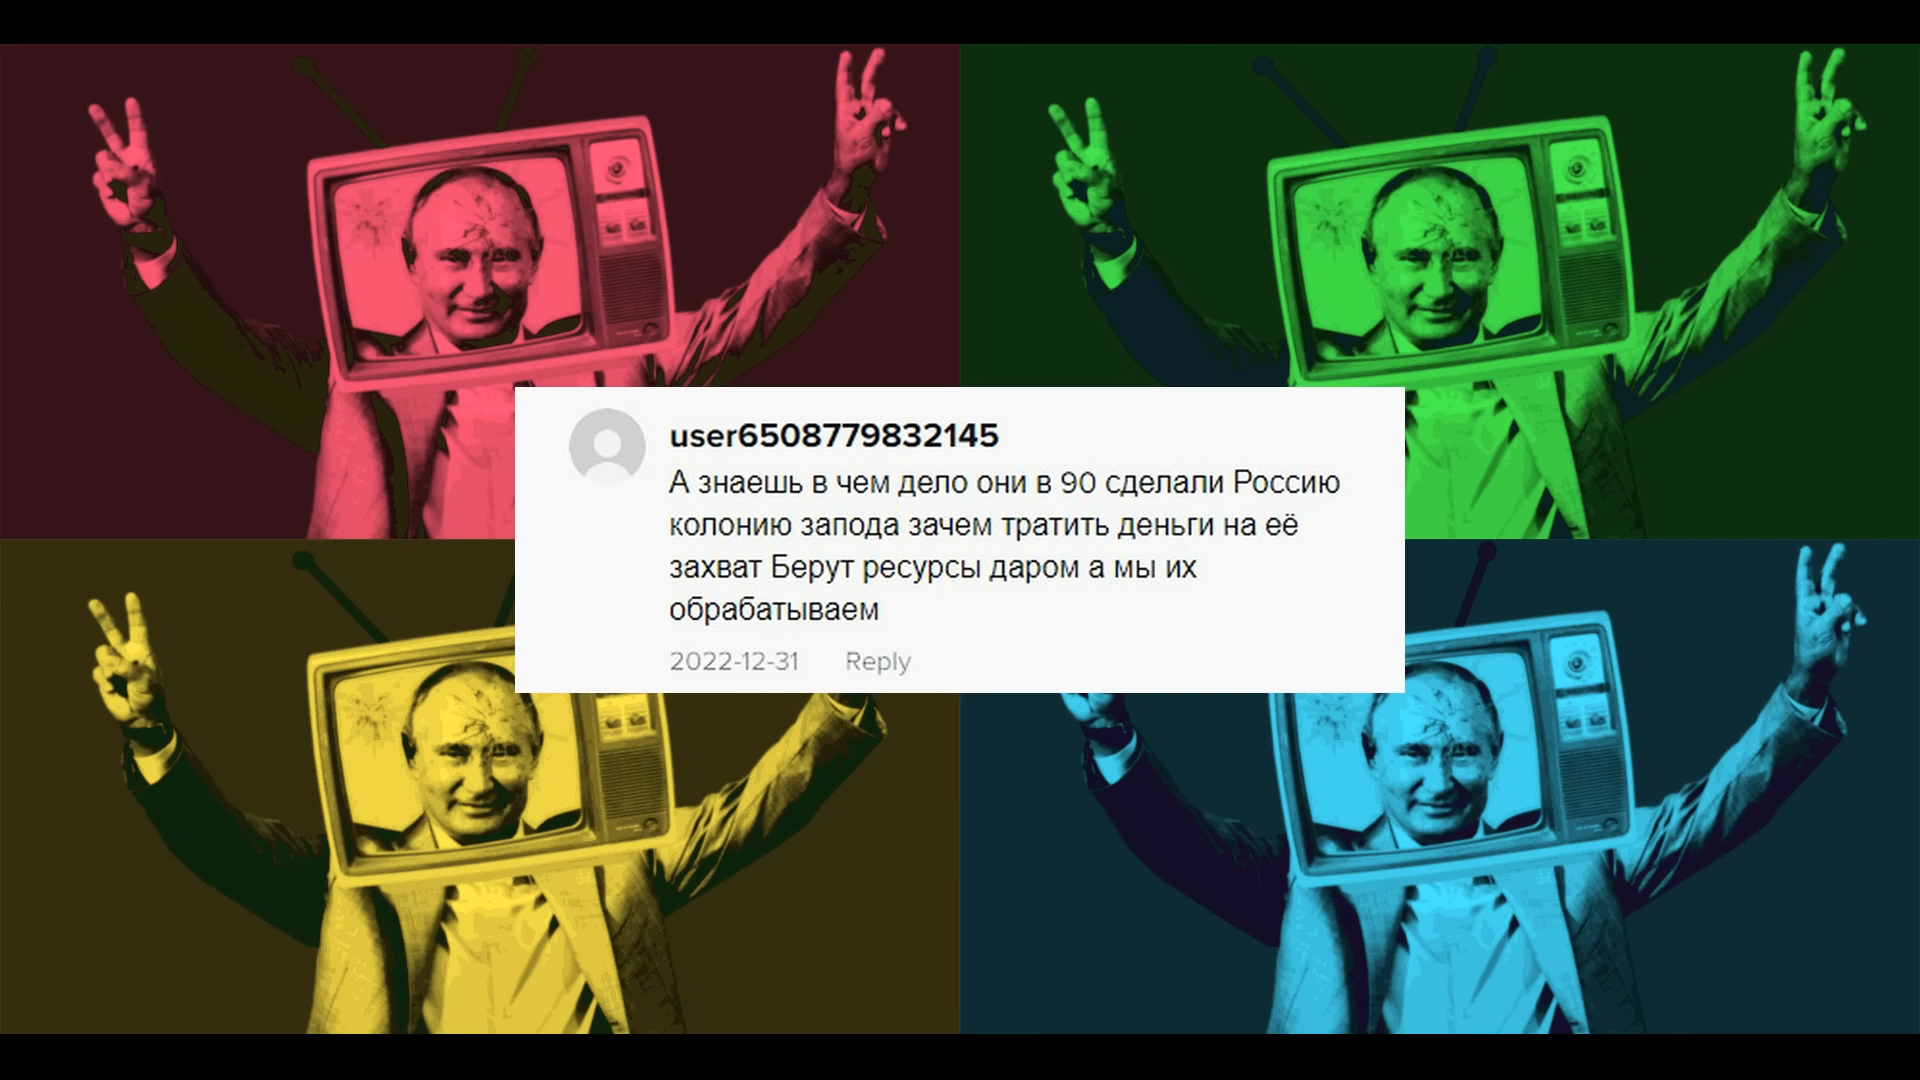 user6508779832145
А знаешь в чем дело они в 90 сделали Россию
колонию запода зачем тратить деньги на её
захват Берут ресурсы даром а мы их
обрабатываем
2022-12-31 Reply